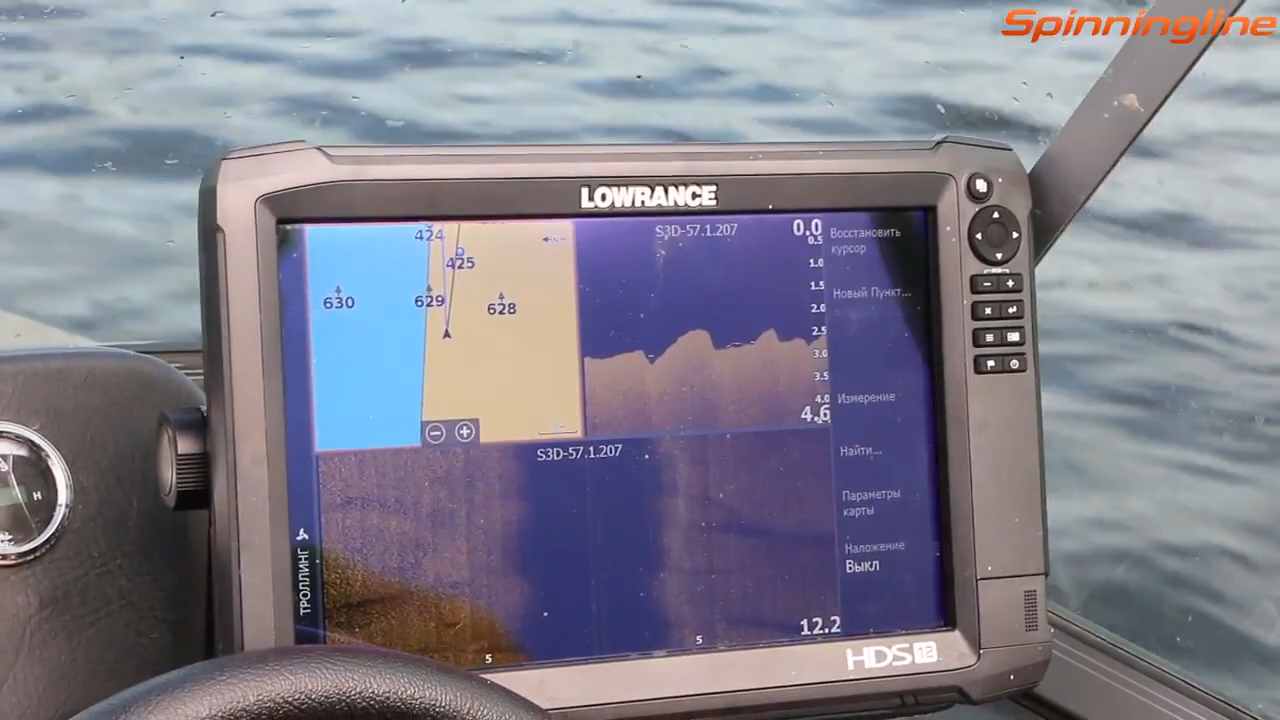 Spinningline
LOWRANCE
424
425
630
629
628
S3D-57.1.207
0.0
0.5
1.0
1.5
2.0
2.5
3.0
3.5
4.0
4.6
Восстановить
курсор
Новый Пункт...
Измерение
Найти...
Параметры
карты
Наложение
Выкл
S3D-57.1.207
ТРОЛЛИНГ
5
5
12.2
HDS 12
H